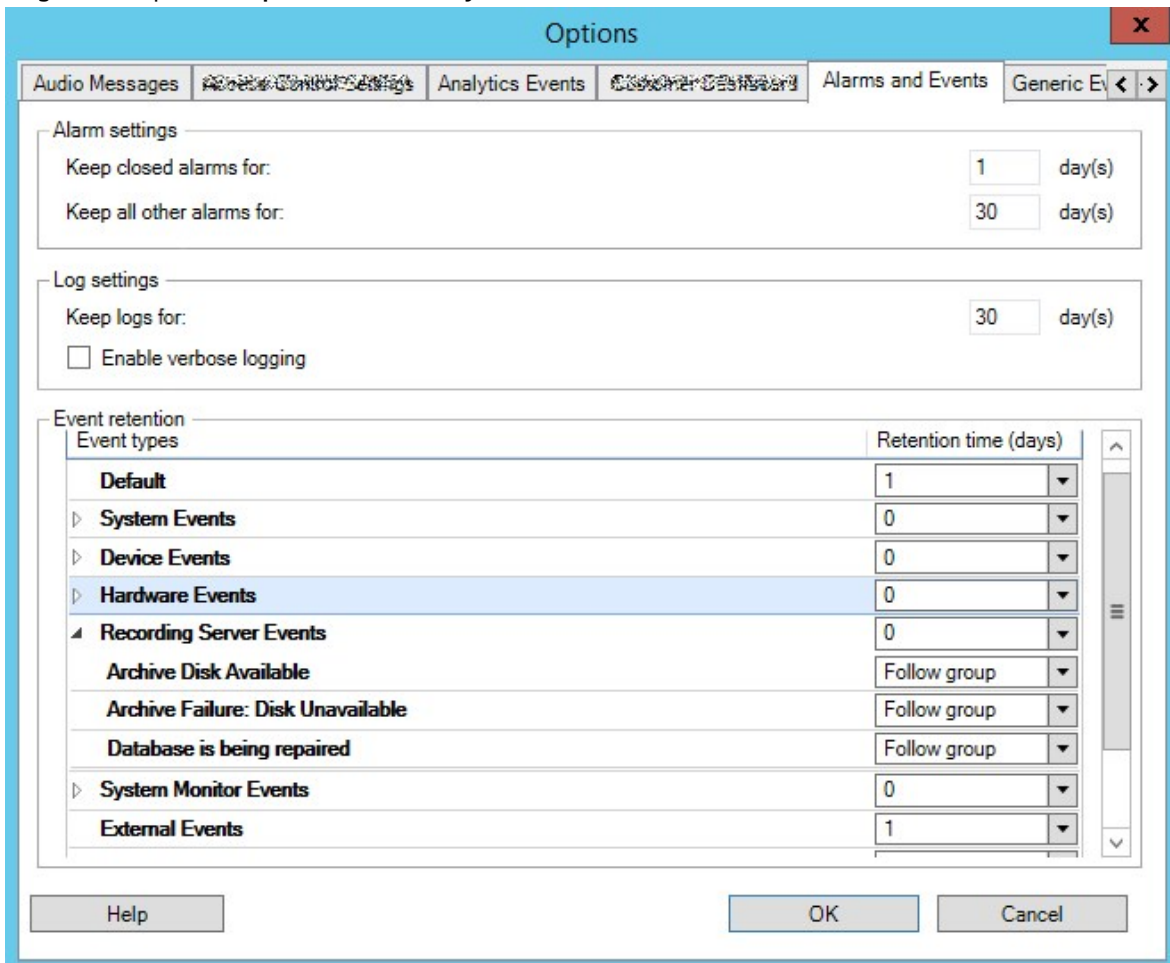 Options
x
Audio Messages
Analytics Events
Alarms and Events
Generic Ev
Alarm settings
Keep closed alarms for: 1 day(s)
Keep all other alarms for: 30 day(s)
Log settings
Keep logs for: 30 day(s)
Enable verbose logging
Event retention
Event types Retention time (days)
Default 1
System Events 0
Device Events 0
Hardware Events 0
Recording Server Events 0
Archive Disk Available Follow group
Archive Failure: Disk Unavailable Follow group
Database is being repaired Follow group
System Monitor Events 0
External Events 1
Help OK Cancel